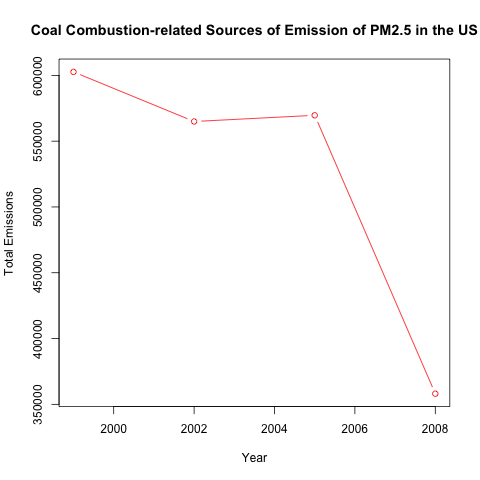 Coal Combustion-related Sources of Emission of PM2.5 in the US
600000
550000
500000
450000
400000
350000
Total Emissions
2000 2002 2004 2006 2008
Year